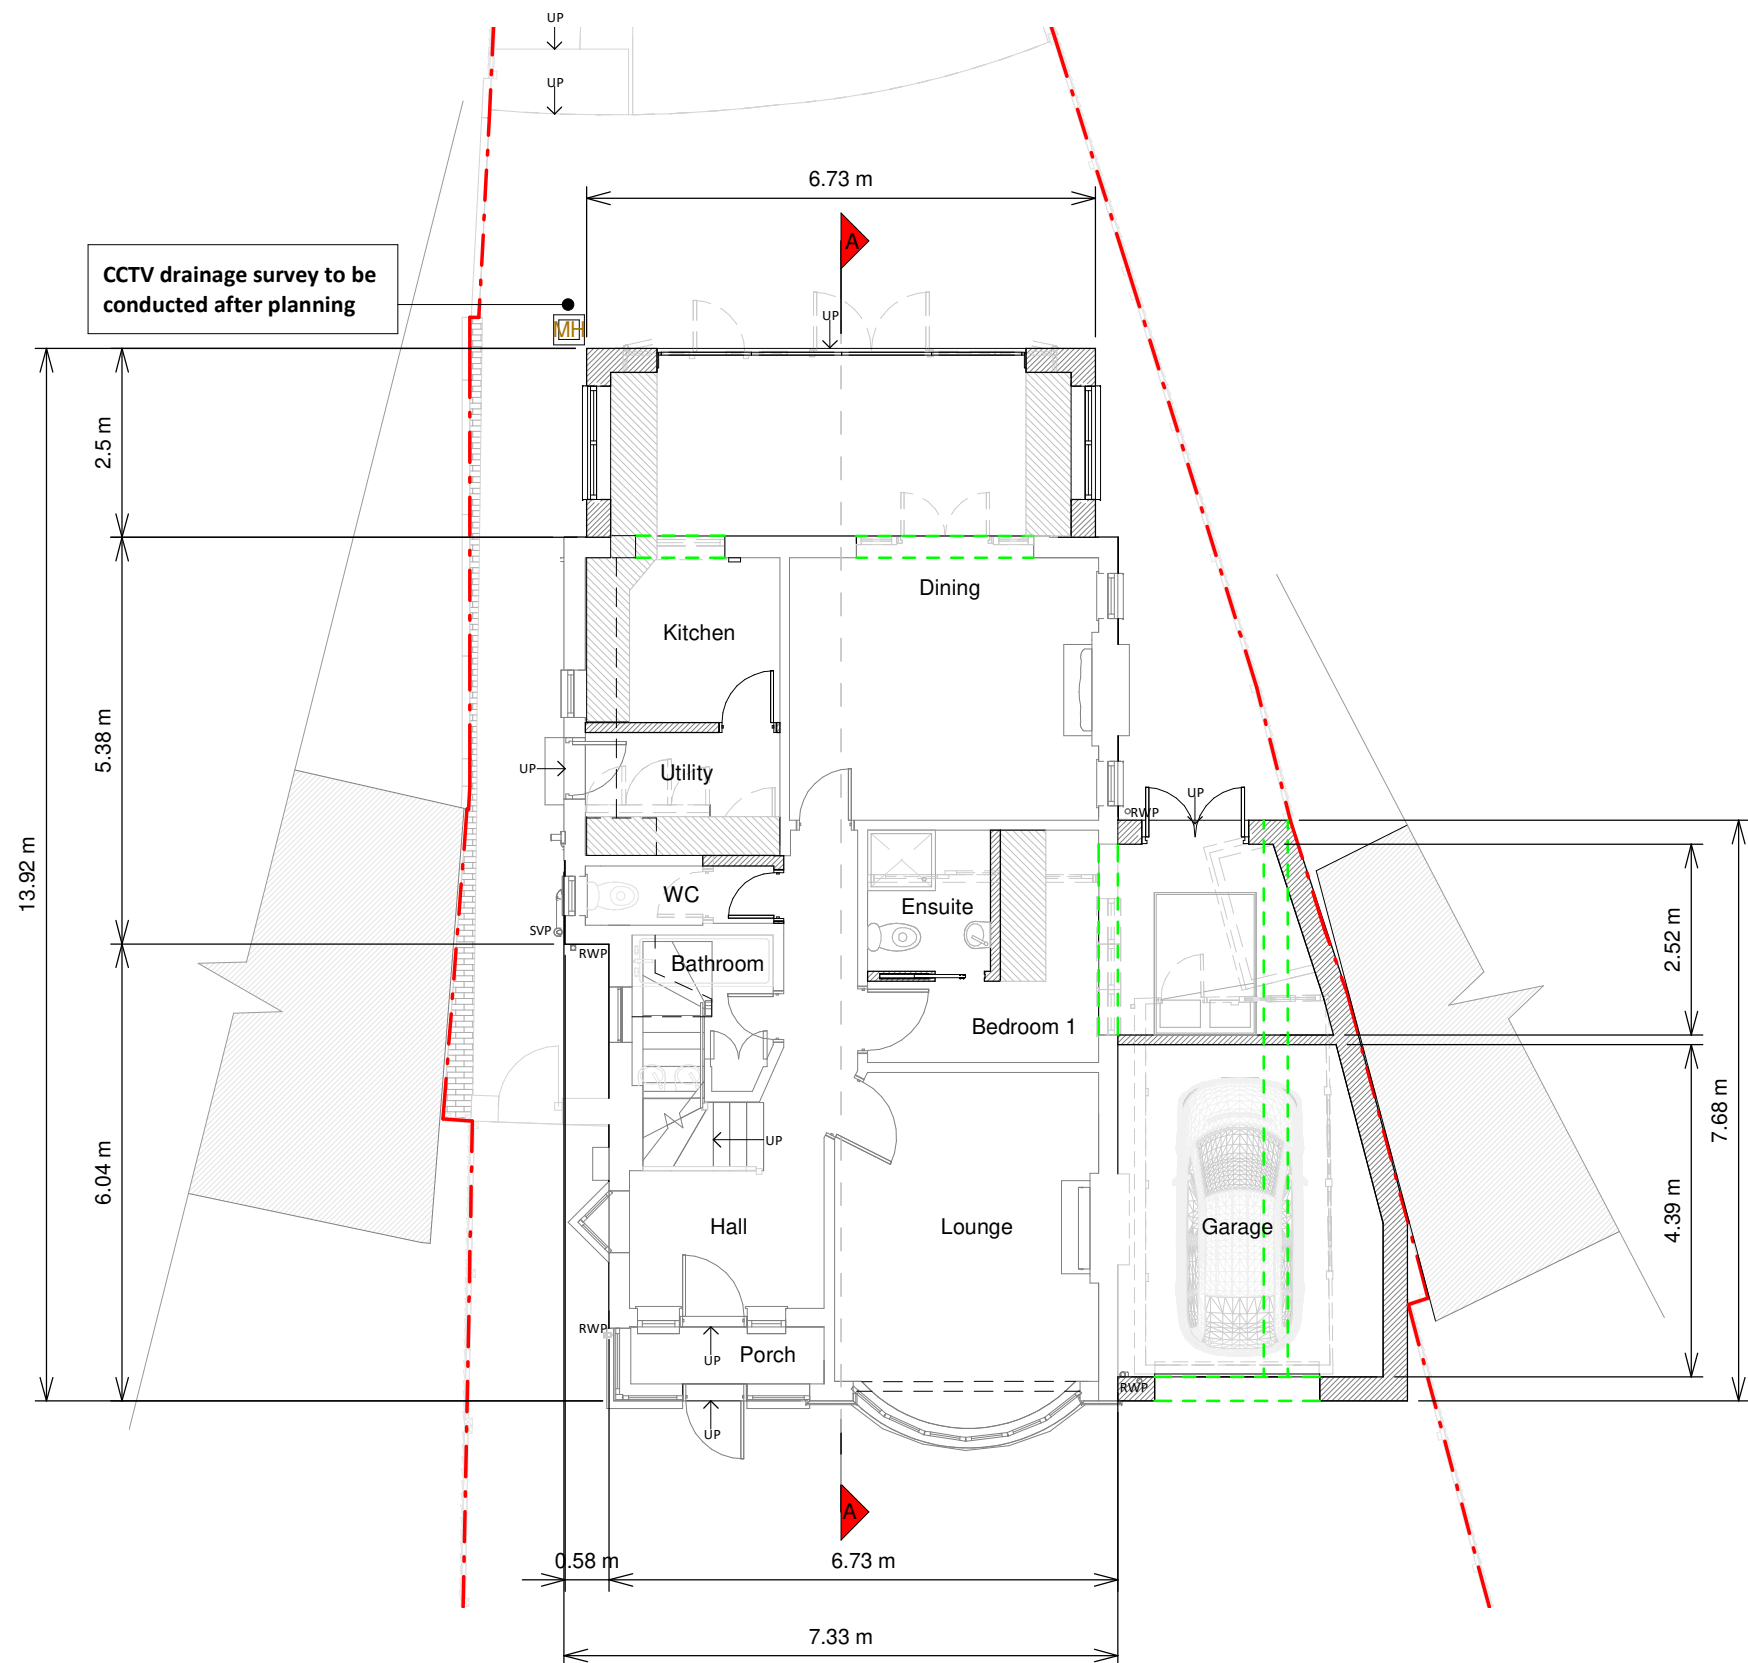 UP
UP
6.73 m
A
CCTV drainage survey to be
conducted after planning
MH
UP
2.5 m
Dining
Kitchen
5.38 m
Utility
UP
UP
RWP
13.92 m
WC
Ensuite
SVP
RWP
Bathroom
2.52 m
Bedroom 1
7.68 m
UP
6.04 m
Hall
Lounge
Garage
4.39 m
RWP
UP
Porch
RWP
UP
A
0.58 m
6.73 m
7.33 m